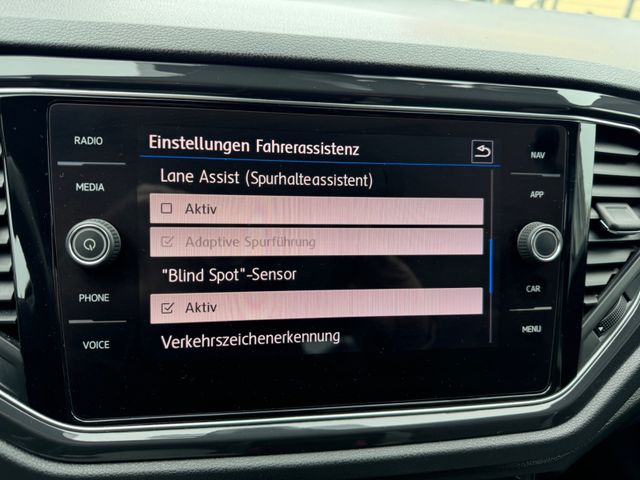 RADIO
MEDIA
PHONE
VOICE
Einstellungen Fahrerassistenz
Lane Assist (Spurhalteassistent)
Aktiv
Adaptive Spurführung
"Blind Spot"-Sensor
Aktiv
Verkehrszeichenerkennung
NAV
APP
CAR
MENU